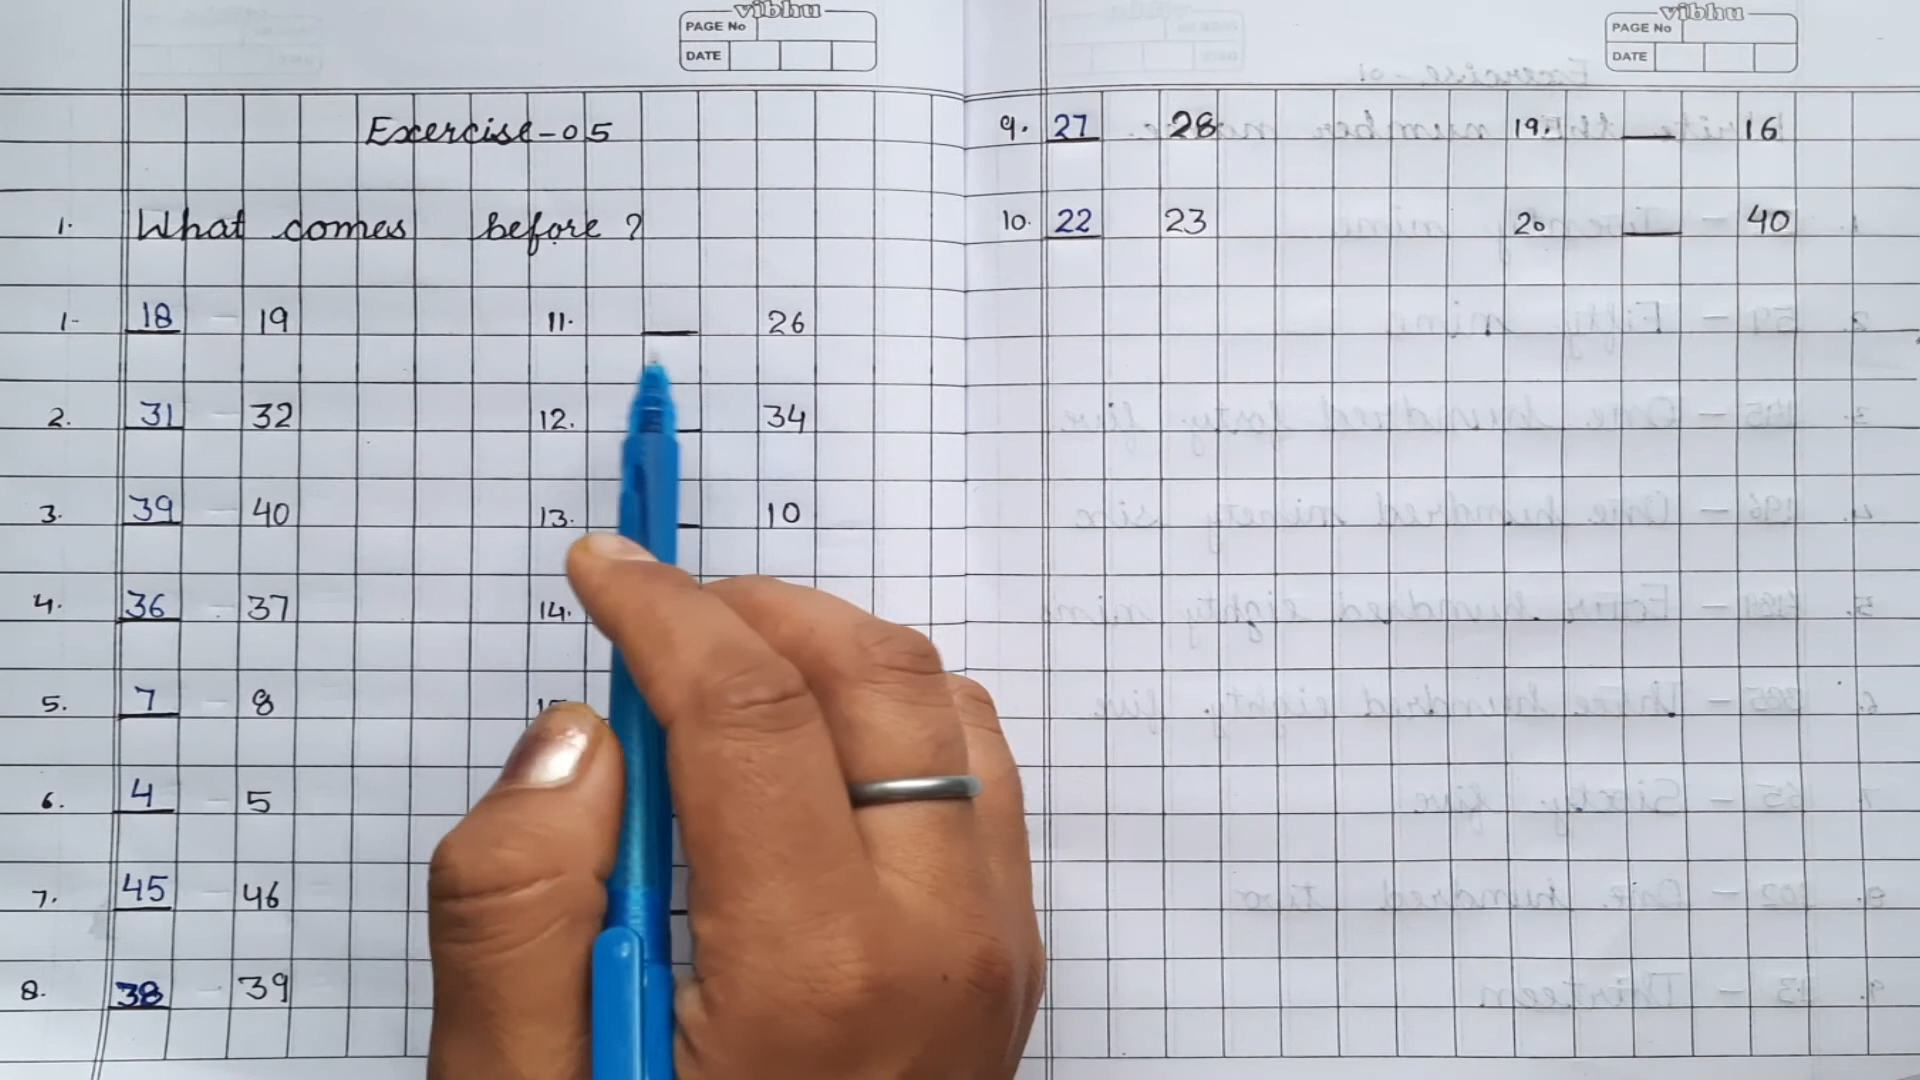 vibhu
PAGE No
DATE
Exercise-05
1. What comes before?
1- 18 - 19 11. __ 26
2. 31 - 32 12. __ 34
3. 39 - 40 13. __ 10
4. 36 - 37 14.
5. 7 - 8
6. 4 - 5
7. 45 - 46
8. 38 - 39
vibhu
PAGE No
DATE
9. 27 28 19. __ 16
10. 22 23 20 __ 40